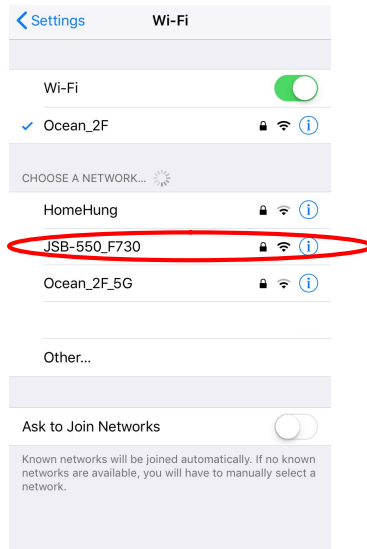 Settings Wi-Fi
Wi-Fi
Ocean_2F
CHOOSE A NETWORK...
HomeHung
JSB-550_F730
Ocean_2F_5G
Other...
Ask to Join Networks
Known networks will be joined automatically. If no known
networks are available, you will have to manually select a
network.